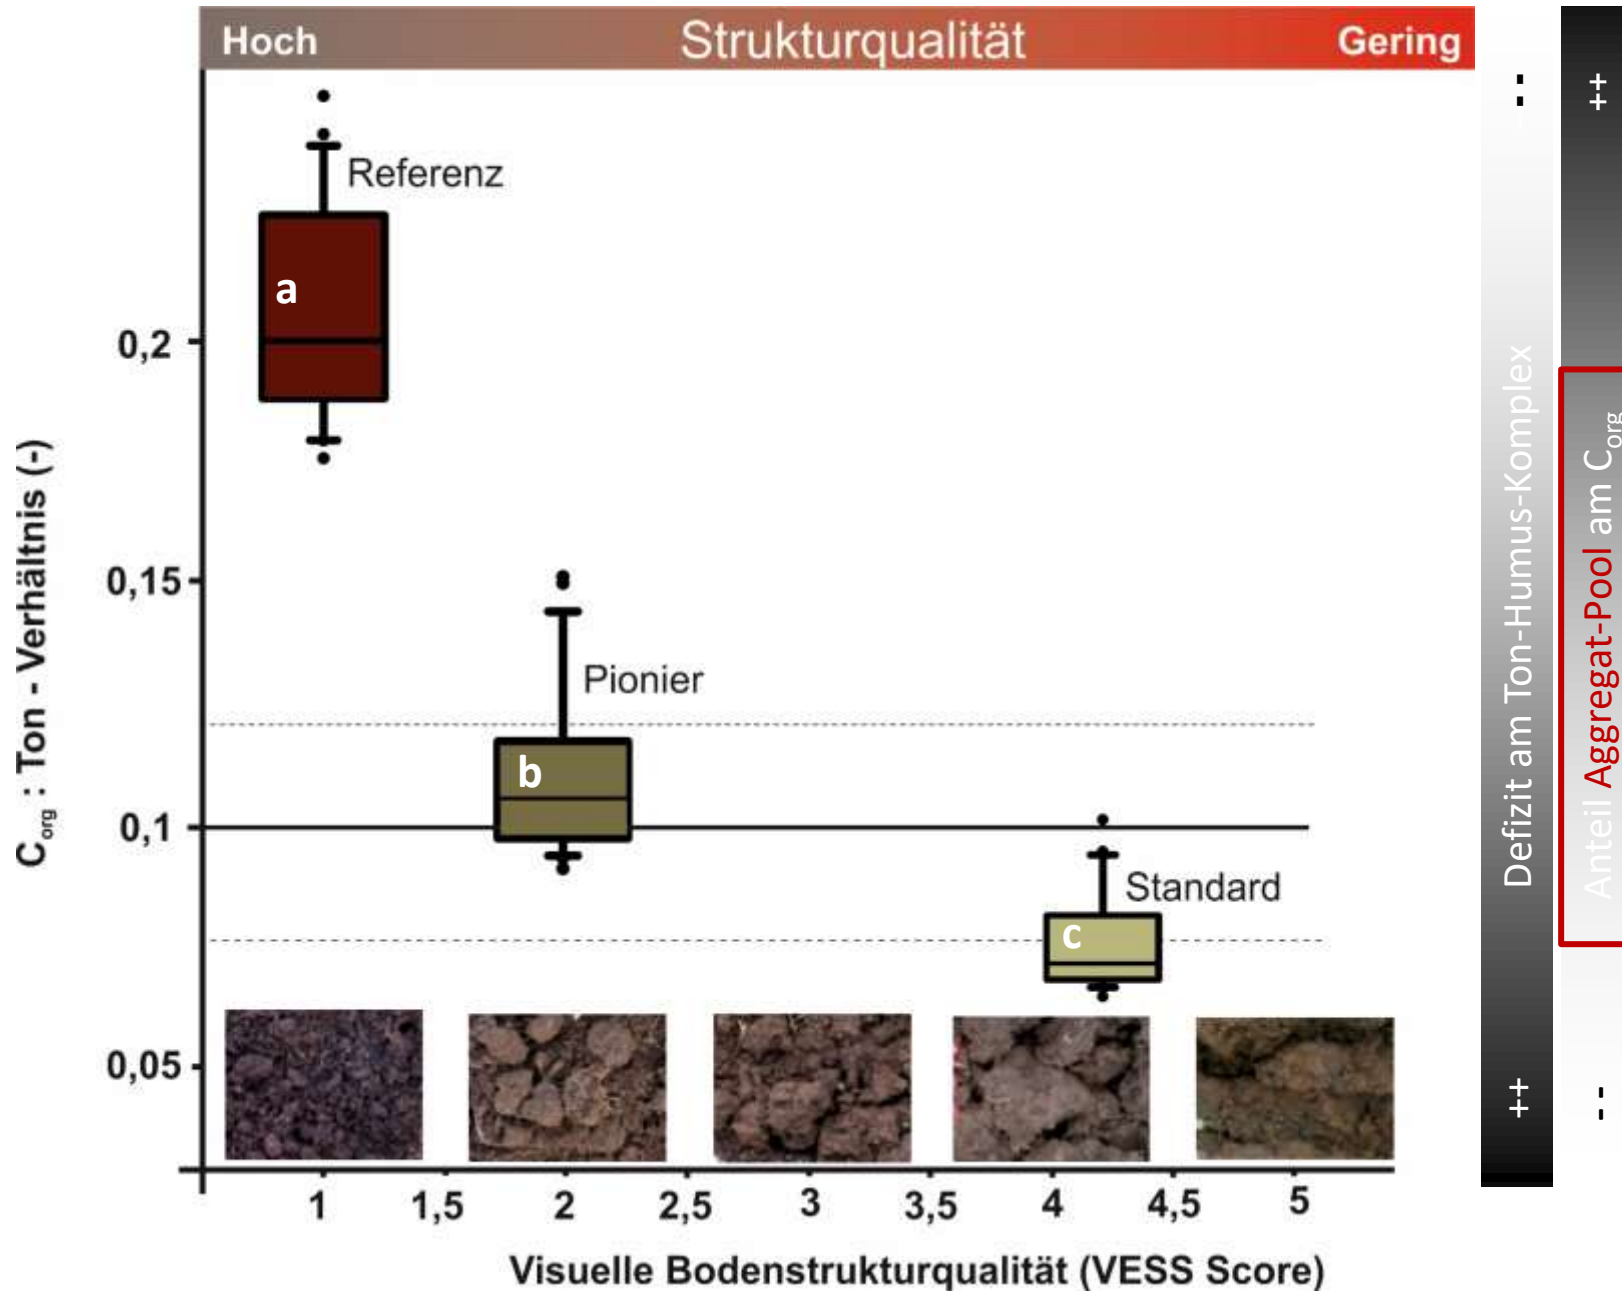 Hoch Strukturqualität Gering
Referenz
a
0,2
0,15
Pionier
b
0,1
Standard
c
0,05
C_org : Ton - Verhältnis (-)
1 1,5 2 2,5 3 3,5 4 4,5 5
Visuelle Bodenstrukturqualität (VESS Score)
--
Defizit am Ton-Humus-Komplex
++
++
Anteil Aggregat-Pool am C_org
--